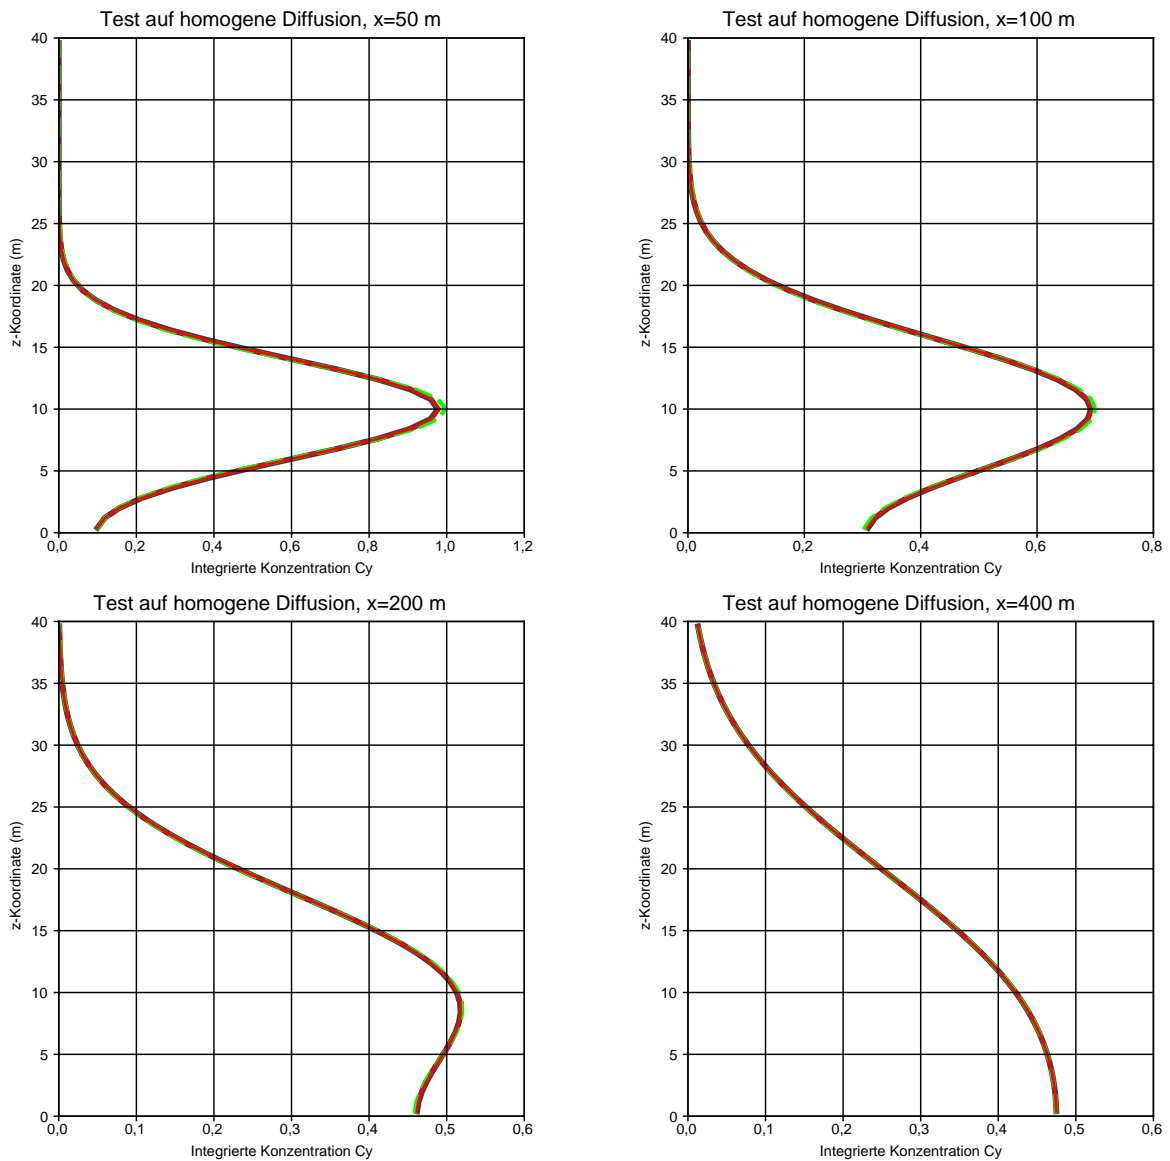 Test auf homogene Diffusion, x=50 m
40
35
30
25
20
15
10
5
0
z-Koordinate (m)
0,0 0,2 0,4 0,6 0,8 1,0 1,2
Integrierte Konzentration Cy
Test auf homogene Diffusion, x=100 m
40
35
30
25
20
15
10
5
0
z-Koordinate (m)
0,0 0,2 0,4 0,6 0,8
Integrierte Konzentration Cy
Test auf homogene Diffusion, x=200 m
40
35
30
25
20
15
10
5
0
z-Koordinate (m)
0,0 0,1 0,2 0,3 0,4 0,5 0,6
Integrierte Konzentration Cy
Test auf homogene Diffusion, x=400 m
40
35
30
25
20
15
10
5
0
z-Koordinate (m)
0,0 0,1 0,2 0,3 0,4 0,5 0,6
Integrierte Konzentration Cy